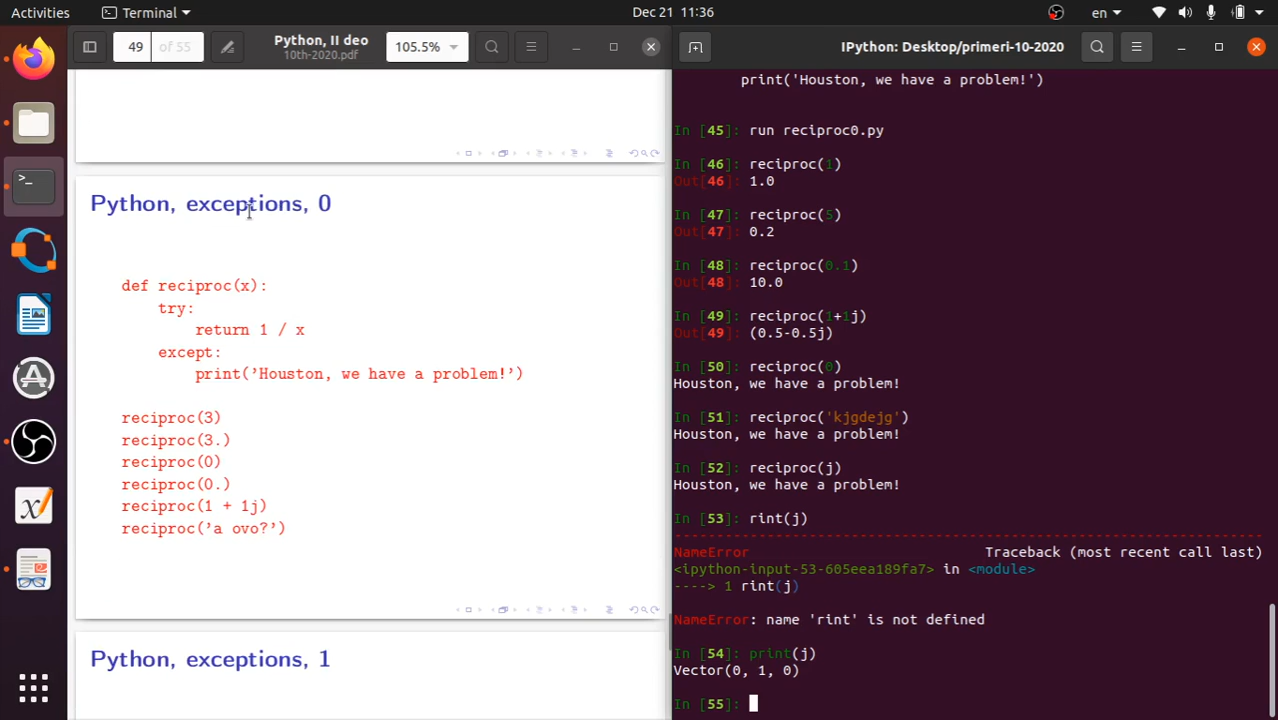 Activities
Terminal
Dec 21 11:36
en
49 of 55
Python, II deo
10th-2020.pdf
105.5%
Python, exceptions, 0
def reciproc(x):
try:
return 1 / x
except:
print('Houston, we have a problem!')
reciproc(3)
reciproc(3.)
reciproc(0)
reciproc(0.)
reciproc(1 + 1j)
reciproc('a ovo?')
Python, exceptions, 1
IPython: Desktop/primeri-10-2020
print('Houston, we have a problem!')
In [45]: run reciproc0.py
In [46]: reciproc(1)
Out[46]: 1.0
In [47]: reciproc(5)
Out[47]: 0.2
In [48]: reciproc(0.1)
Out[48]: 10.0
In [49]: reciproc(1+1j)
Out[49]: (0.5-0.5j)
In [50]: reciproc(0)
Houston, we have a problem!
In [51]: reciproc('kjgdejg')
Houston, we have a problem!
In [52]: reciproc(j)
Houston, we have a problem!
In [53]: rint(j)
---------------------------------------------------------------------------
NameError Traceback (most recent call last)
<ipython-input-53-605eea189fa7> in <module>
----> 1 rint(j)
NameError: name 'rint' is not defined
In [54]: print(j)
Vector(0, 1, 0)
In [55]: